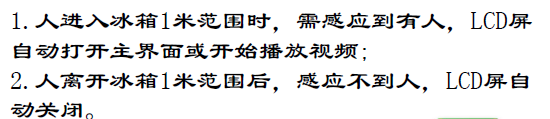 1.人进入冰箱1米范围时，需感应到有人，LCD屏
自动打开主界面或开始播放视频；
2.人离开冰箱1米范围后，感应不到人，LCD屏自
动关闭。